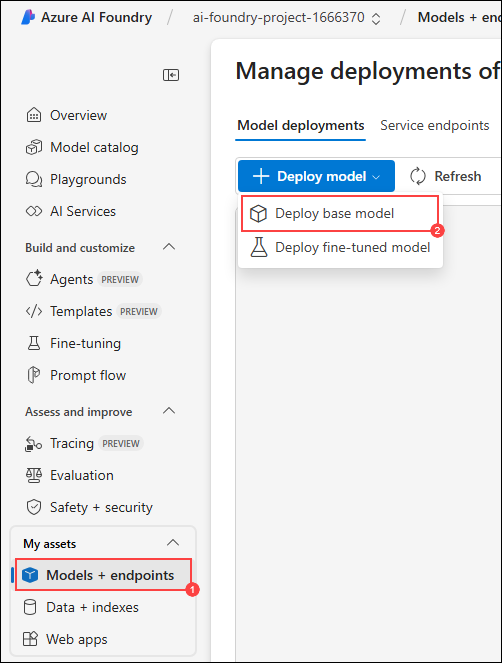 Azure AI Foundry / ai-foundry-project-1666370 / Models + en
Manage deployments of
Overview
Model catalog
Playgrounds
AI Services
Build and customize
Agents PREVIEW
Templates PREVIEW
Fine-tuning
Prompt flow
Assess and improve
Tracing PREVIEW
Evaluation
Safety + security
My assets
Models + endpoints
1
Data + indexes
Web apps
Model deployments Service endpoints
Deploy model Refresh
Deploy base model
2
Deploy fine-tuned model